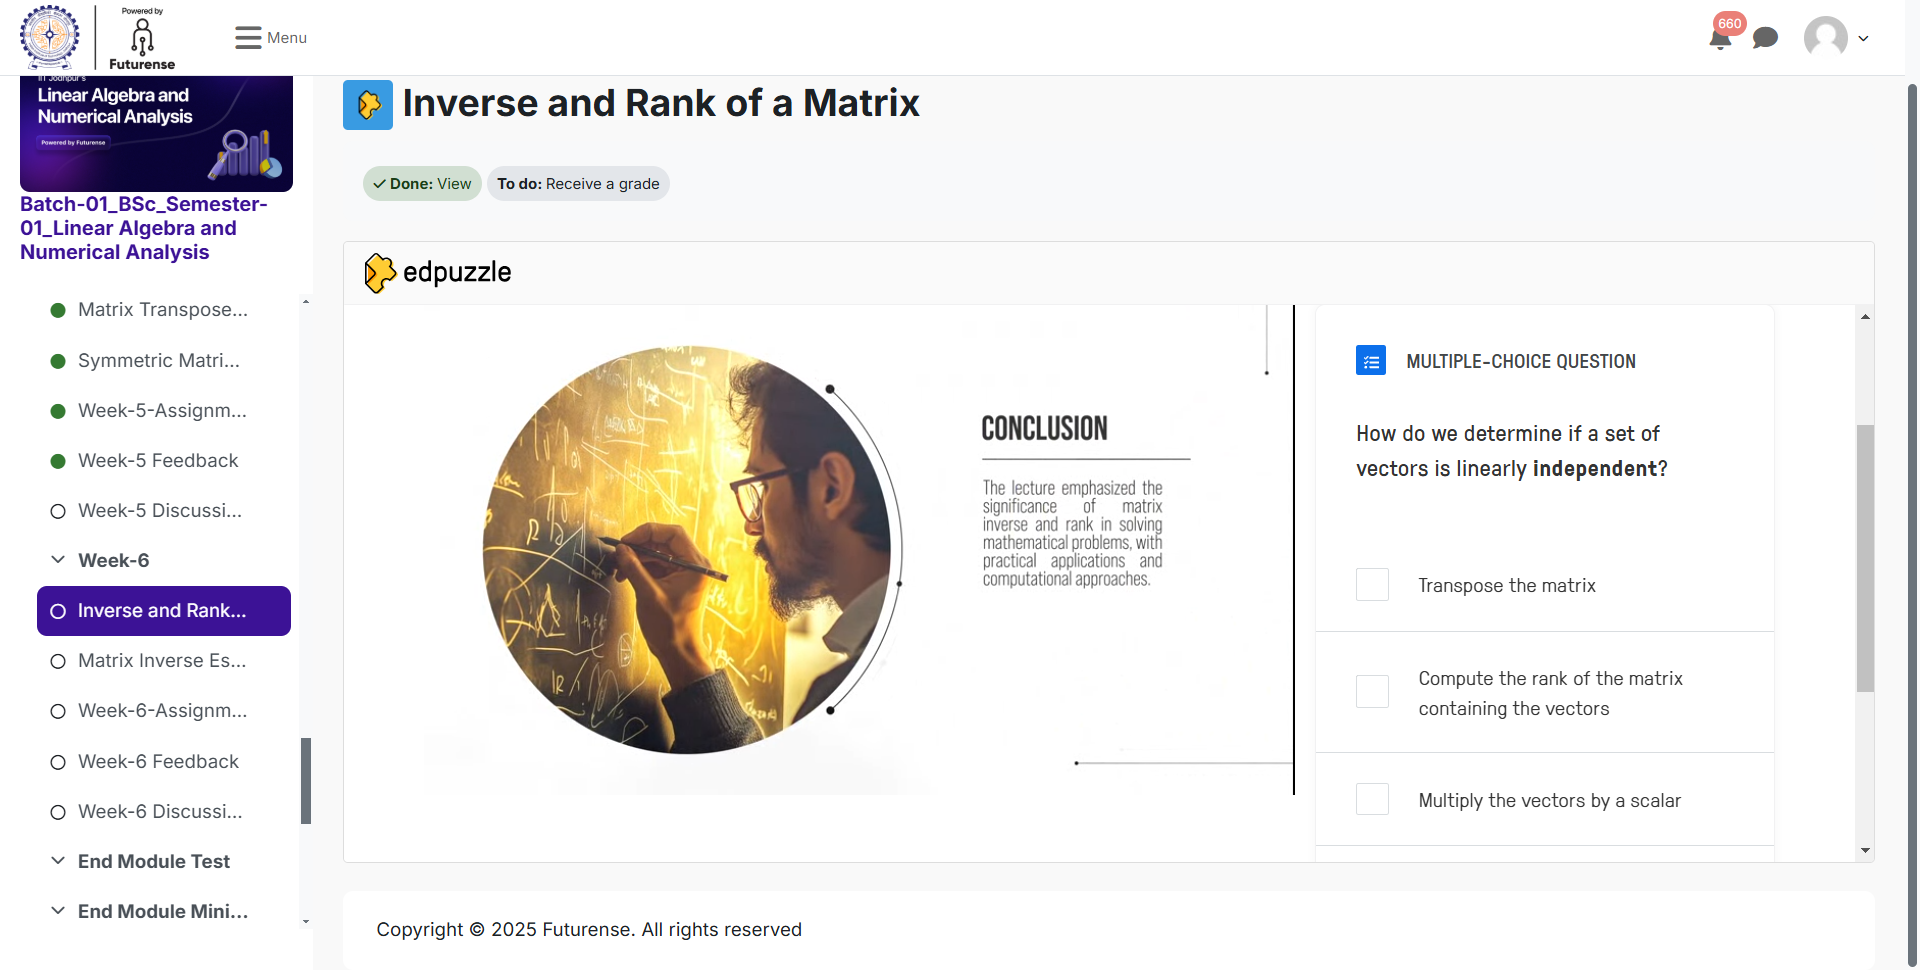 Powered by
Futurense
Menu
660
IIT Jodhpur's
Linear Algebra and
Numerical Analysis
Powered by Futurense
Batch-01_BSc_Semester-
01_Linear Algebra and
Numerical Analysis
Matrix Transpose...
Symmetric Matri...
Week-5-Assignm...
Week-5 Feedback
Week-5 Discussi...
Week-6
Inverse and Rank...
Matrix Inverse Es...
Week-6-Assignm...
Week-6 Feedback
Week-6 Discussi...
End Module Test
End Module Mini...
Inverse and Rank of a Matrix
Done: View
To do: Receive a grade
edpuzzle
CONCLUSION
The lecture emphasized the
significance of matrix
inverse and rank in solving
mathematical problems, with
practical applications and
computational approaches.
MULTIPLE-CHOICE QUESTION
How do we determine if a set of
vectors is linearly independent?
Transpose the matrix
Compute the rank of the matrix
containing the vectors
Multiply the vectors by a scalar
Copyright © 2025 Futurense. All rights reserved